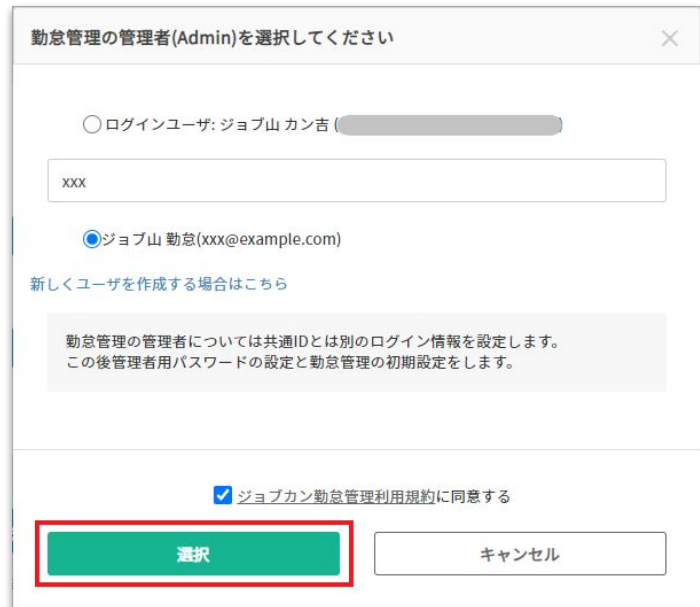 勤怠管理の管理者(Admin)を選択してください
ログインユーザ: ジョブ山 カン吉 ( )
xxx
ジョブ山 勤怠(xxx@example.com)
新しくユーザを作成する場合はこちら
勤怠管理の管理者については共通IDとは別のログイン情報を設定します。
この後管理者用パスワードの設定と勤怠管理の初期設定をします。
ジョブカン勤怠管理利用規約に同意する
選択
キャンセル